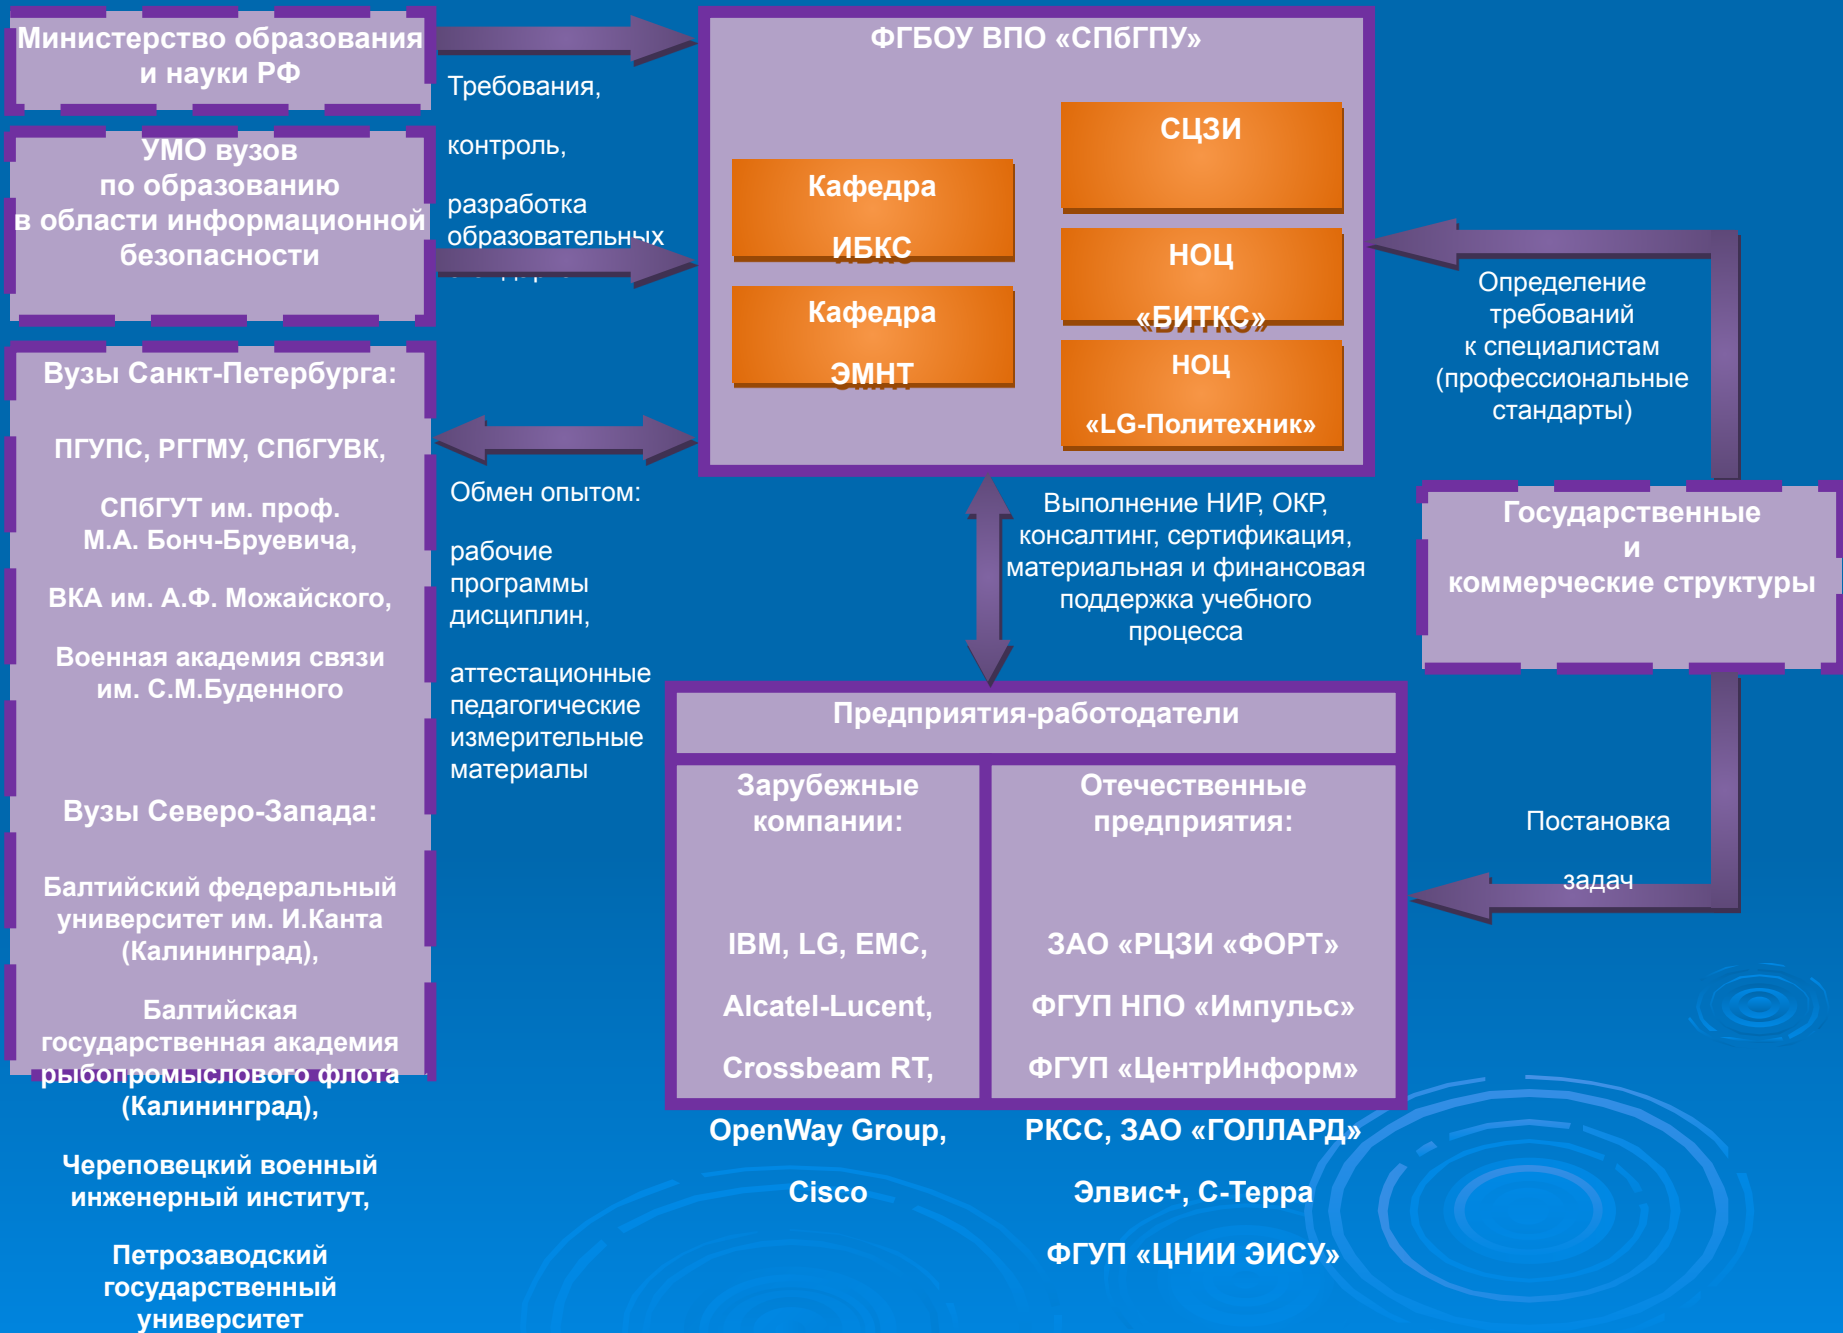 Министерство образования
и науки РФ
УМО вузов
по образованию
в области информационной
безопасности
Вузы Санкт-Петербурга:
ПГУПС, РГГМУ, СПбГУВК,
СПбГУТ им. проф.
М.А. Бонч-Бруевича,
ВКА им. А.Ф. Можайского,
Военная академия связи
им. С.М.Буденного
Вузы Северо-Запада:
Балтийский федеральный
университет им. И.Канта
(Калининград),
Балтийская
государственная академия
рыбопромыслового флота
(Калининград),
Череповецкий военный
инженерный институт,
Петрозаводский
государственный
университет
Требования,
контроль,
разработка
образовательных
Обмен опытом:
рабочие
программы
дисциплин,
аттестационные
педагогические
измерительные
материалы
ФГБОУ ВПО «СПбГПУ»
Кафедра
ИБКС
Кафедра
ЭМНТ
СЦЗИ
НОЦ
«БИТКС»
НОЦ
«LG-Политехник»
Выполнение НИР, ОКР,
консалтинг, сертификация,
материальная и финансовая
поддержка учебного
процесса
Предприятия-работодатели
Зарубежные
компании:
IBM, LG, EMC,
Alcatel-Lucent,
Crossbeam RT,
OpenWay Group,
Cisco
Отечественные
предприятия:
ЗАО «РЦЗИ «ФОРТ»
ФГУП НПО «Импульс»
ФГУП «ЦентрИнформ»
РКСС, ЗАО «ГОЛЛАРД»
Элвис+, С-Терра
ФГУП «ЦНИИ ЭИСУ»
Определение
требований
к специалистам
(профессиональные
стандарты)
Государственные
и
коммерческие структуры
Постановка
задач